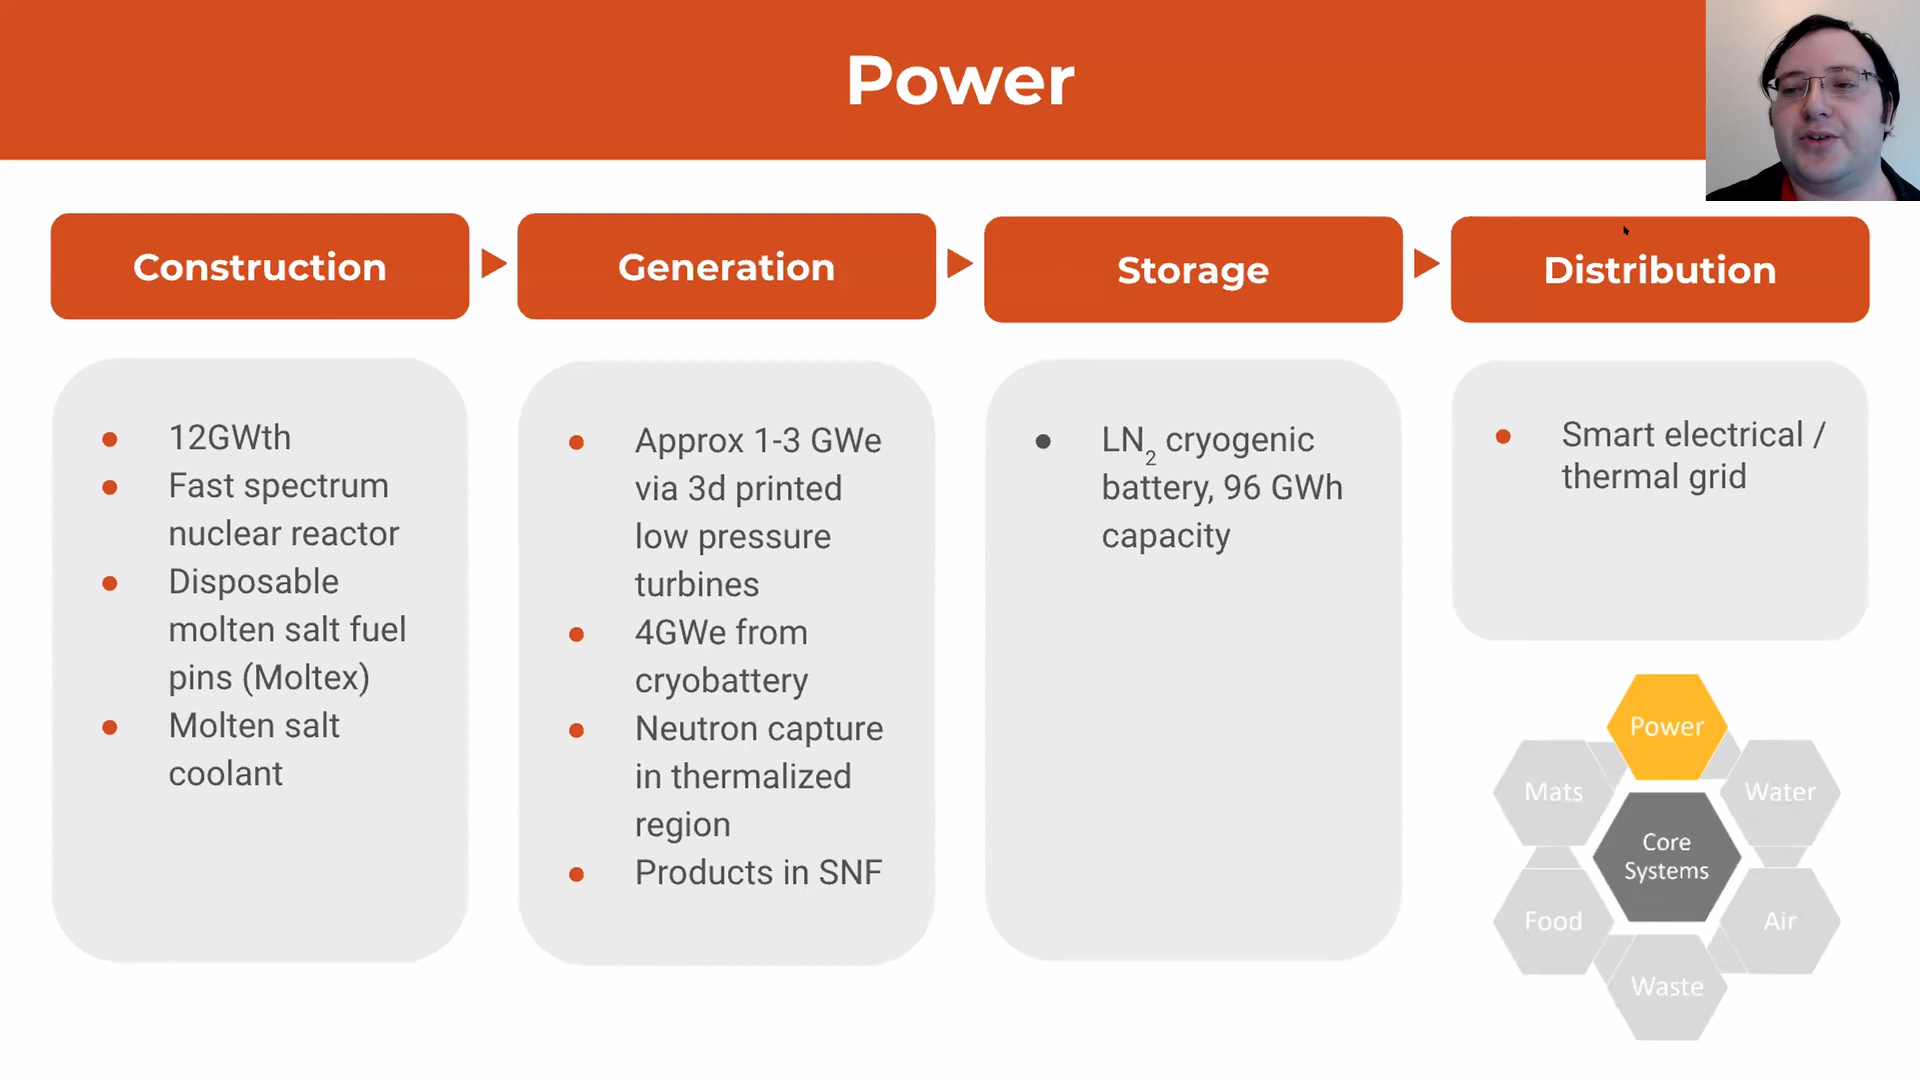 Power
Construction
Generation
Storage
Distribution
12GWth
Fast spectrum
nuclear reactor
Disposable
molten salt fuel
pins (Moltex)
Molten salt
coolant
Approx 1-3 GWe
via 3d printed
low pressure
turbines
4GWe from
cryobattery
Neutron capture
in thermalized
region
Products in SNF
LN₂ cryogenic
battery, 96 GWh
capacity
Smart electrical /
thermal grid
Power
Mats
Water
Core
Systems
Food
Air
Waste